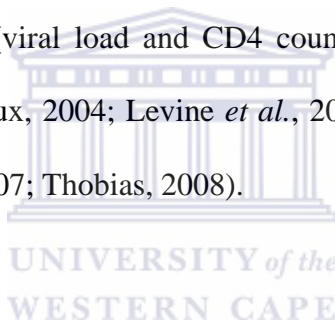 (viral load and CD4 coun
ux, 2004; Levine et al., 20
07; Thobias, 2008).
UNIVERSITY of the
WESTERN CAPE